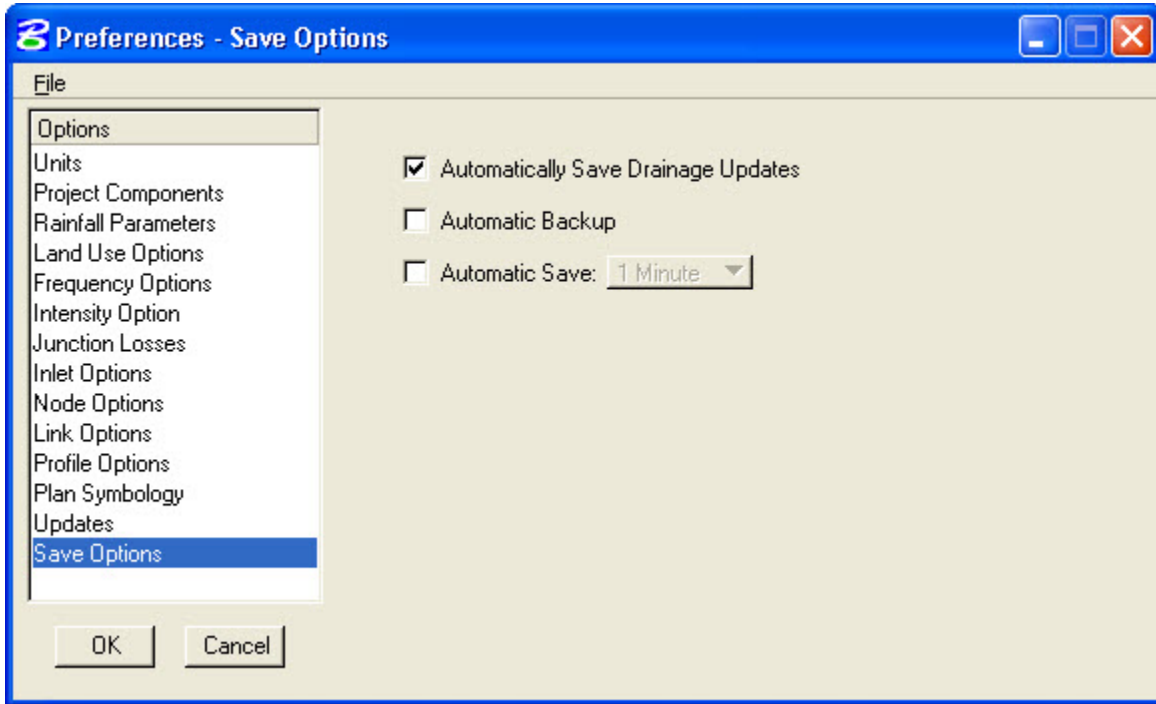 Preferences - Save Options
File
Options
Units
Project Components
Rainfall Parameters
Land Use Options
Frequency Options
Intensity Option
Junction Losses
Inlet Options
Node Options
Link Options
Profile Options
Plan Symbology
Updates
Save Options
Automatically Save Drainage Updates
Automatic Backup
Automatic Save: 1 Minute
OK Cancel